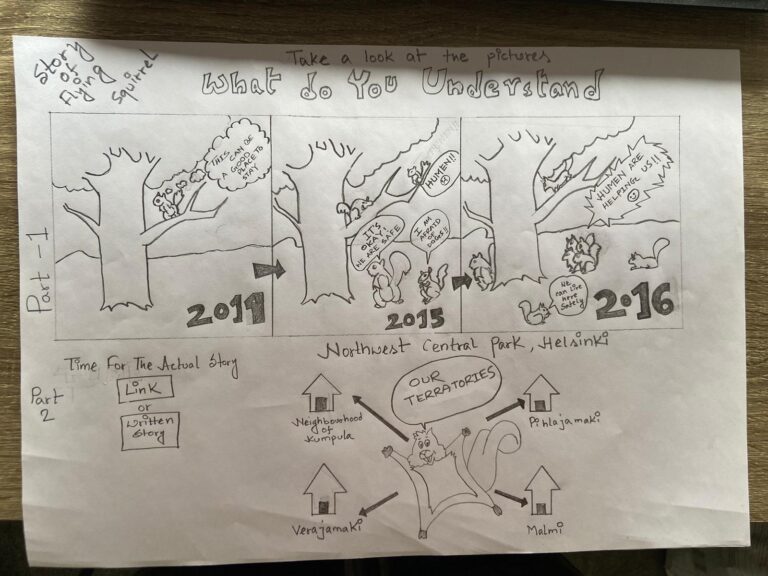 Story
of
Flying
Squirrel
Take a look at the pictures
What do You Understand
Part -1
THIS
CAN BE
A GOOD
PLACE TO
STAY
2011
HUMEN!!
IT'S
OKAY!
WE ARE SAFE
I AM
AFRAID
OF
DOGS!!
2015
HUMEN ARE
HELPING US!!
We
can live
here
safely
2016
Northwest Central Park, Helsinki
Part
2
Time For The Actual Story
Link
or
Written
Story
OUR
TERRATORIES
Neighbourhood
of
Kumpula
Pihlajamaki
Verajamaki
Malmi